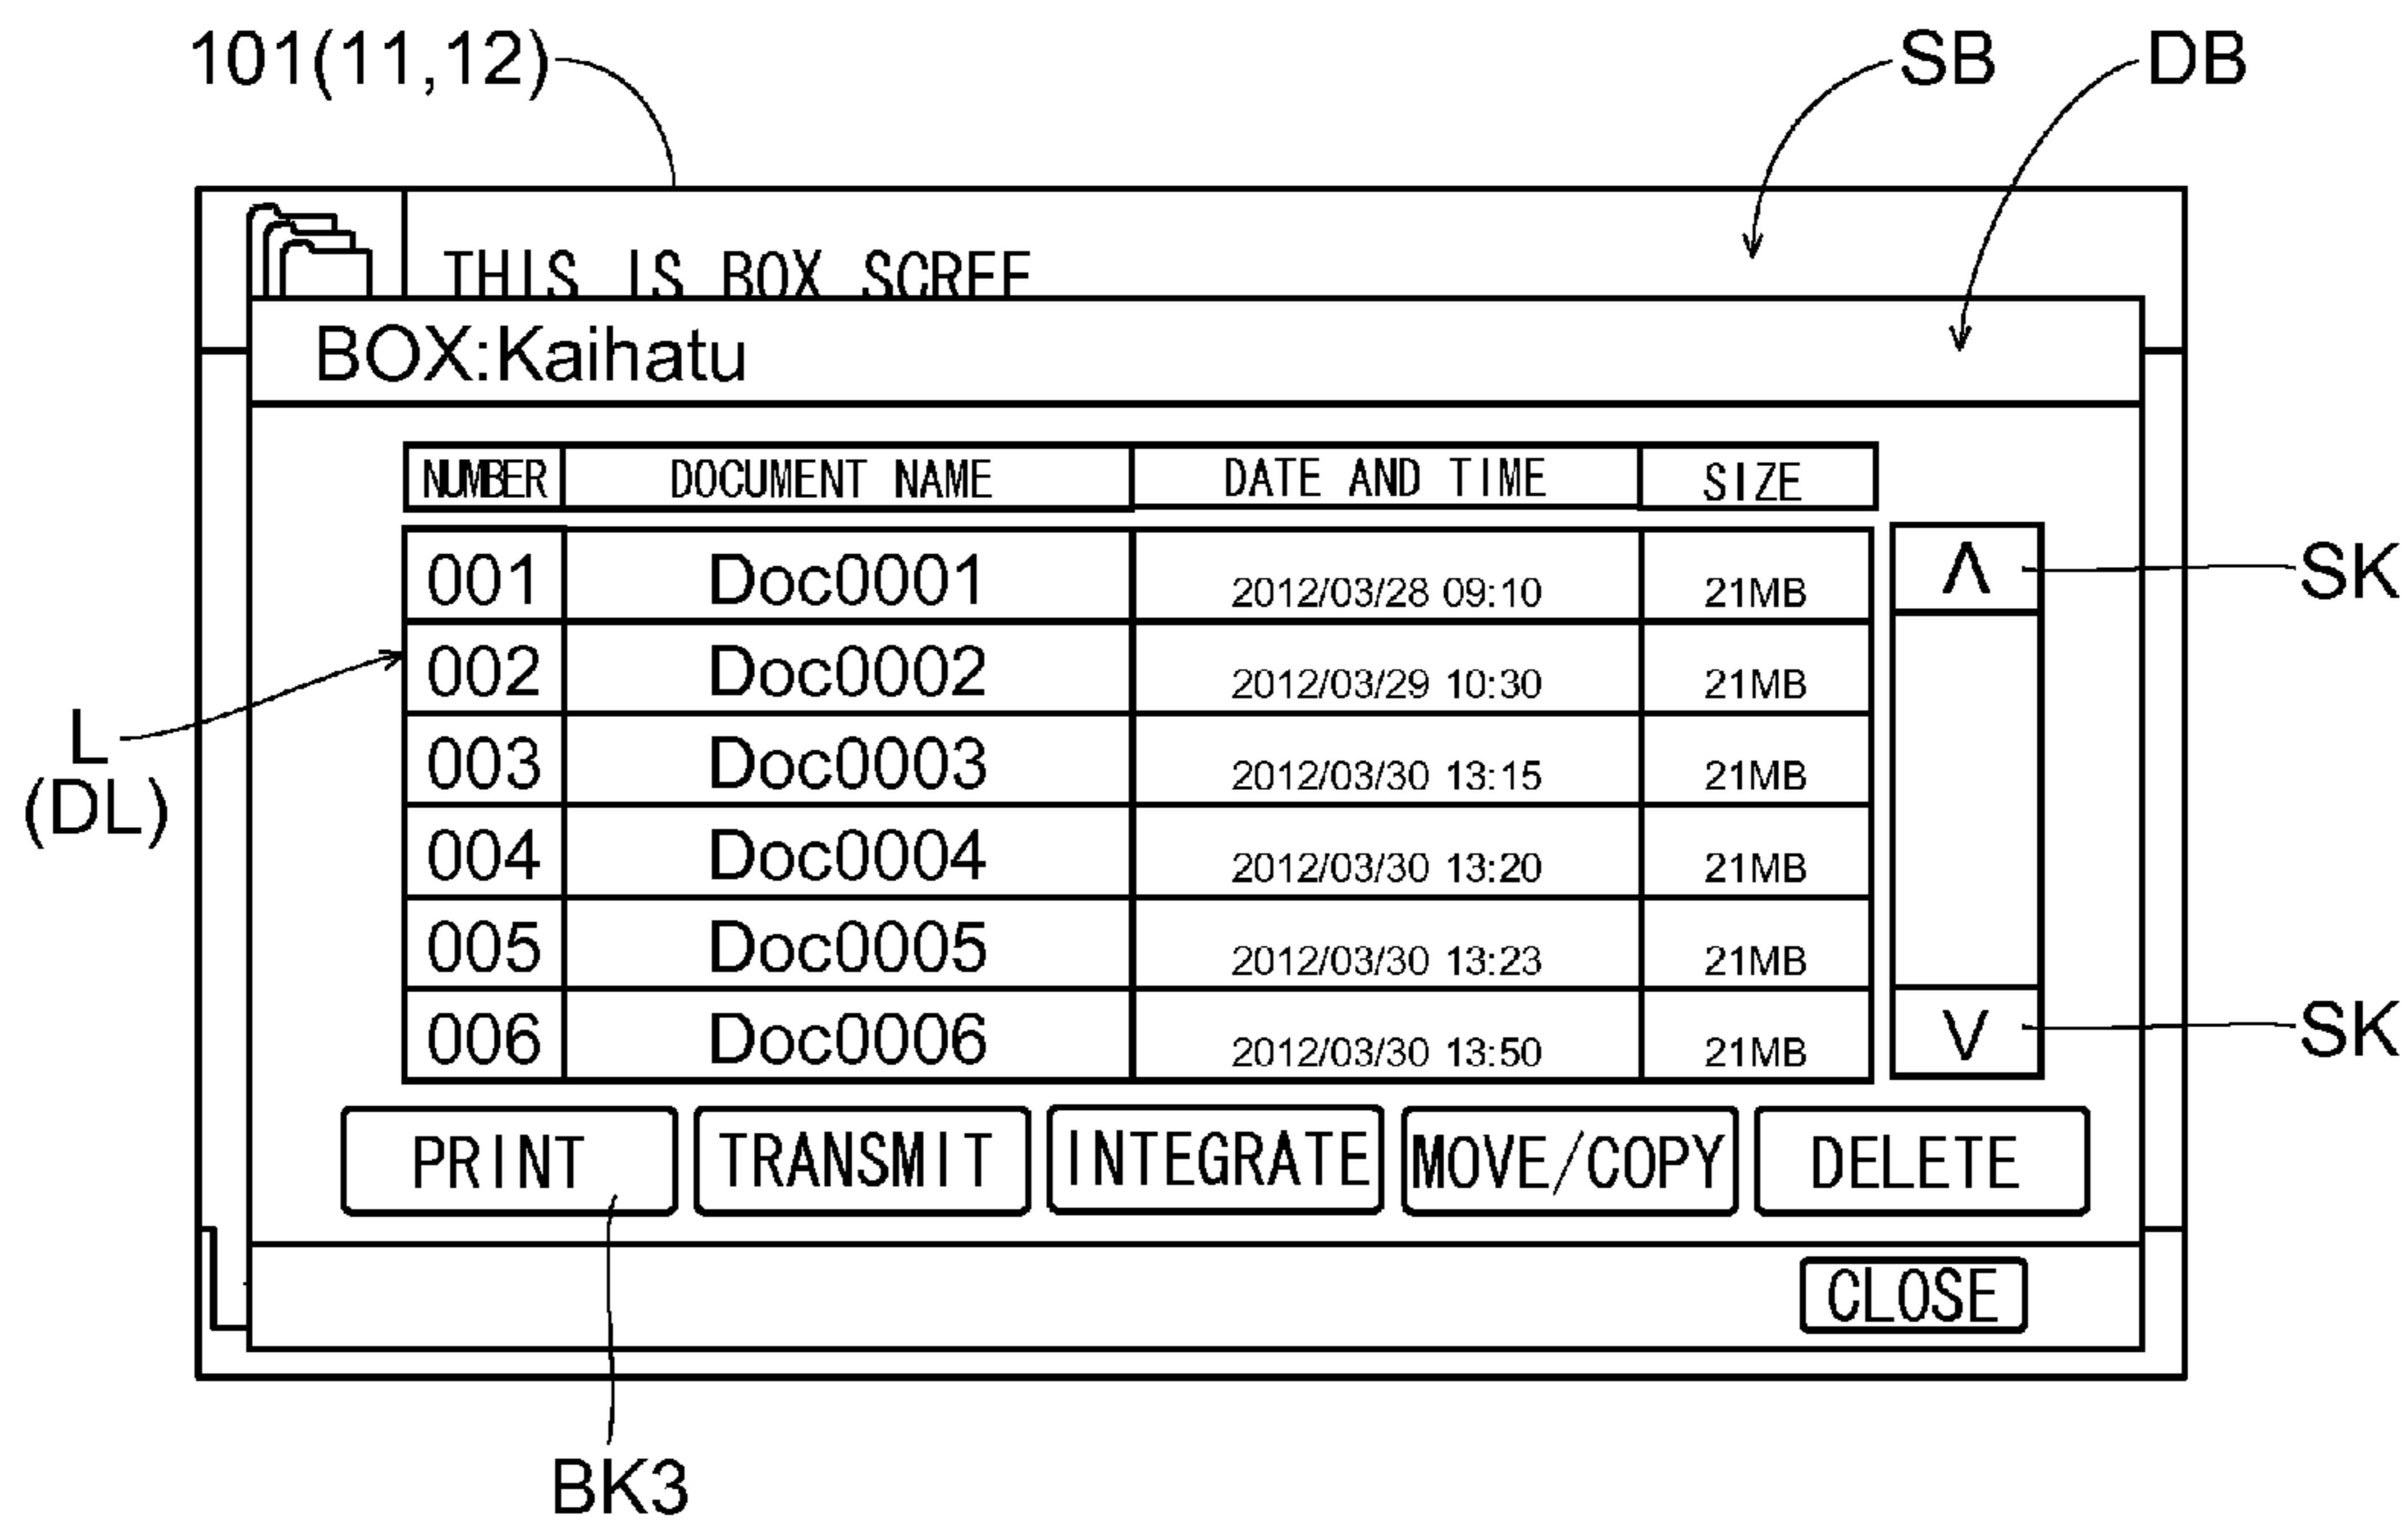 101(11,12) SB DB
THIS IS BOX SCREE
BOX:Kaihatu
NUMBER DOCUMENT NAME DATE AND TIME SIZE
001 Doc0001 2012/03/28 09:10 21MB Λ SK
002 Doc0002 2012/03/29 10:30 21MB
L
(DL)
003 Doc0003 2012/03/30 13:15 21MB
004 Doc0004 2012/03/30 13:20 21MB
005 Doc0005 2012/03/30 13:23 21MB
006 Doc0006 2012/03/30 13:50 21MB V SK
PRINT TRANSMIT INTEGRATE MOVE/COPY DELETE
CLOSE
BK3